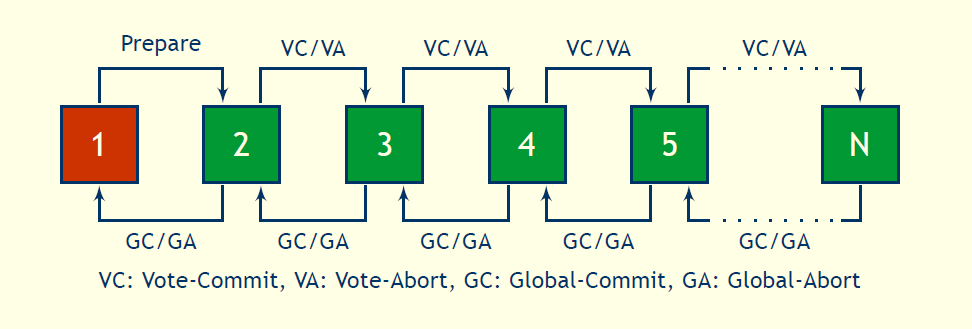 Prepare VC/VA VC/VA VC/VA VC/VA
1 2 3 4 5 N
GC/GA GC/GA GC/GA GC/GA GC/GA
VC: Vote-Commit, VA: Vote-Abort, GC: Global-Commit, GA: Global-Abort